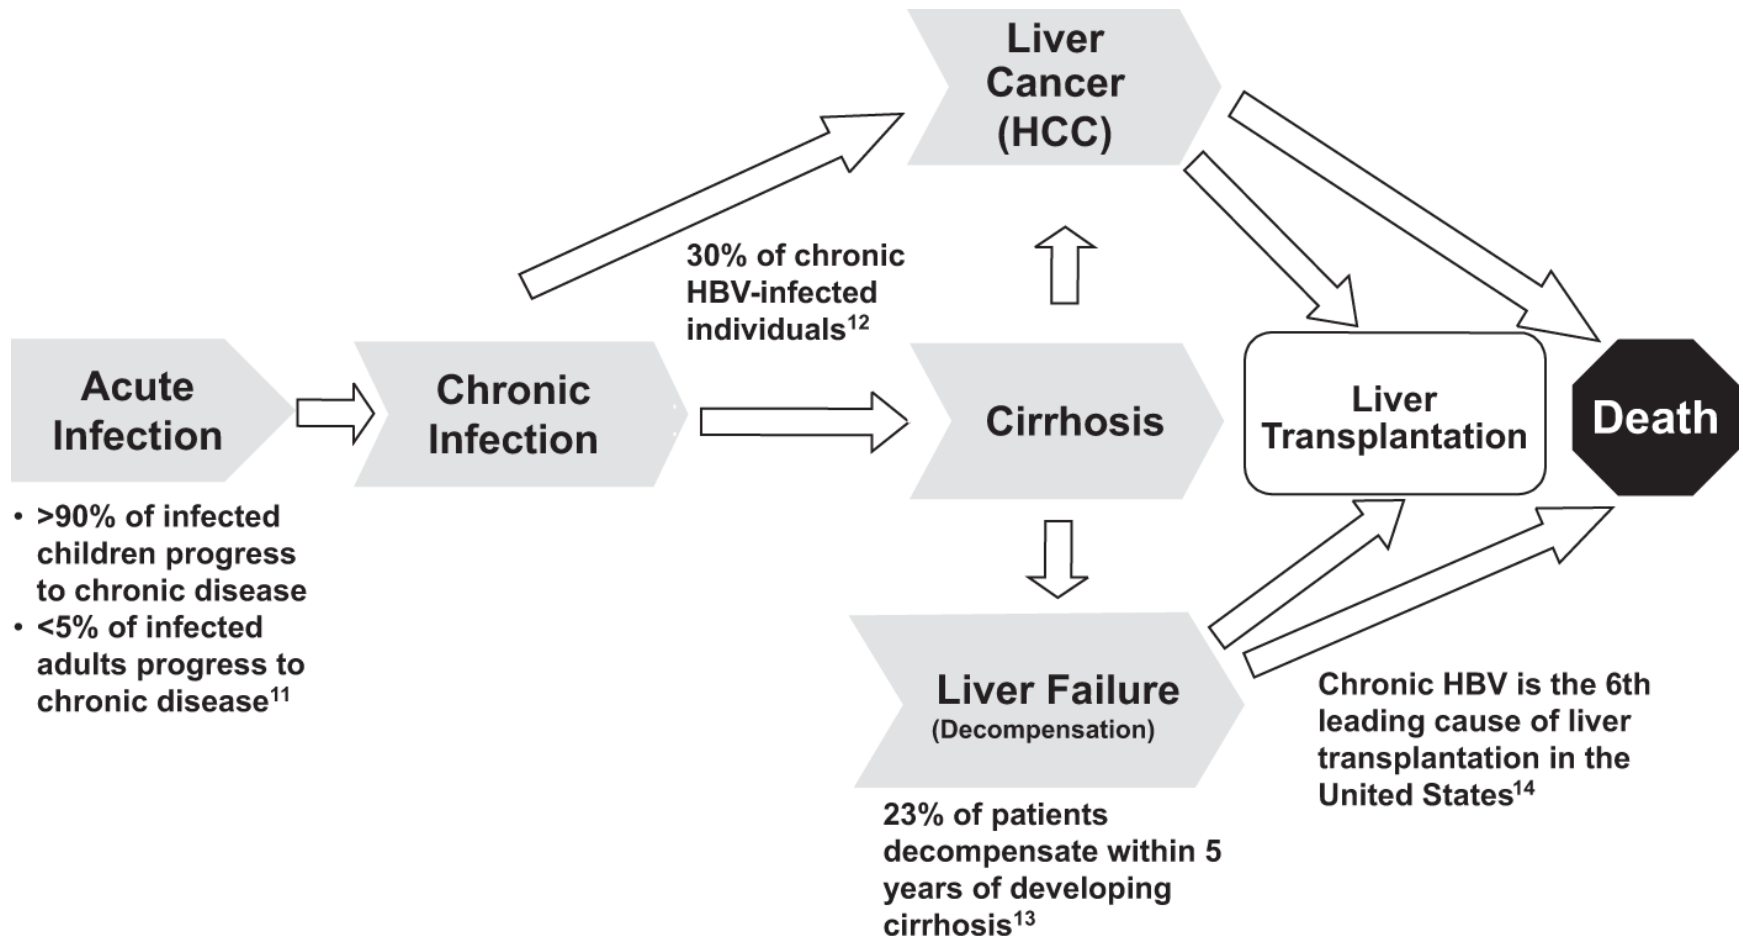 Liver
Cancer
(HCC)
30% of chronic
HBV-infected
individuals12
Acute
Infection
Chronic
Infection
Cirrhosis
Liver
Transplantation
Death
• >90% of infected
children progress
to chronic disease
• <5% of infected
adults progress to
chronic disease11
Liver Failure
(Decompensation)
Chronic HBV is the 6th
leading cause of liver
transplantation in the
United States14
23% of patients
decompensate within 5
years of developing
cirrhosis13